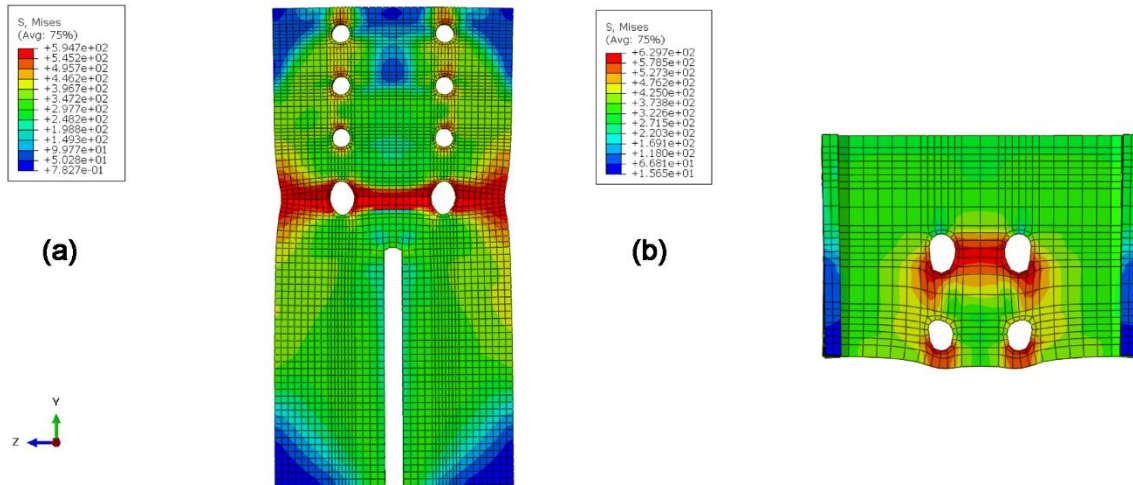 S, Mises
(Avg: 75%)
+5.947e+02
+5.452e+02
+4.957e+02
+4.462e+02
+3.967e+02
+3.472e+02
+2.977e+02
+2.482e+02
+1.988e+02
+1.493e+02
+9.977e+01
+5.028e+01
+7.827e-01
(a)
Y
Z
S, Mises
(Avg: 75%)
+6.297e+02
+5.785e+02
+5.273e+02
+4.762e+02
+4.250e+02
+3.738e+02
+3.226e+02
+2.715e+02
+2.203e+02
+1.691e+02
+1.180e+02
+6.681e+01
+1.565e+01
(b)